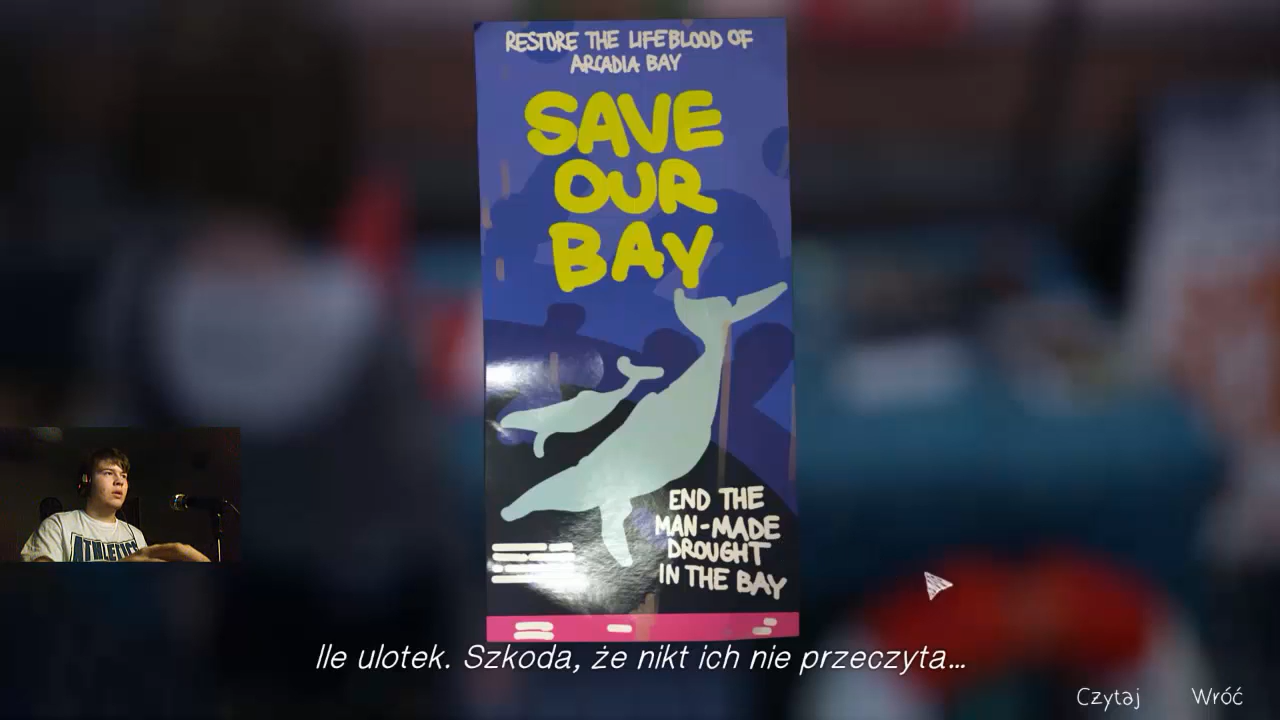 RESTORE THE LIFEBLOOD OF
ARCADIA BAY
SAVE
OUR
BAY
END THE
MAN-MADE
DROUGHT
IN THE BAY
ATHLETICS
Ile ulotek. Szkoda, że nikt ich nie przeczyta...
Czytaj Wróć